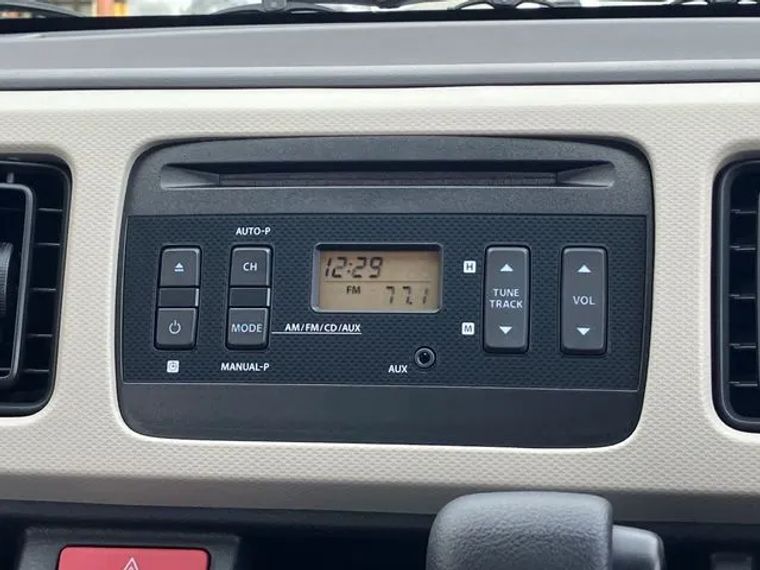 AUTO-P
CH
12:29
FM
77.1
H
TUNE
TRACK
VOL
MODE
AM/FM/CD/AUX
M
MANUAL-P
AUX